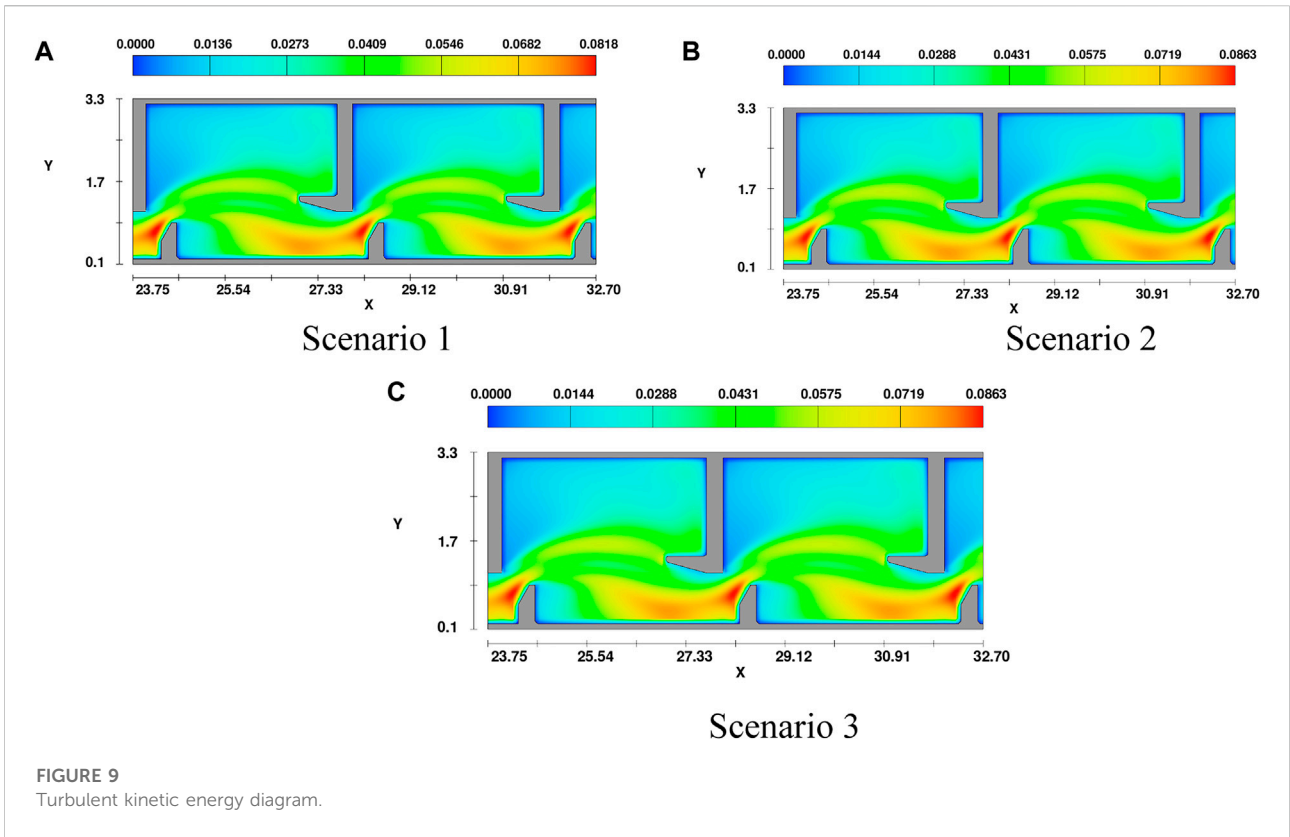 A
0.0000 0.0136 0.0273 0.0409 0.0546 0.0682 0.0818
3.3
Y
1.7
0.1
23.75 25.54 27.33 29.12 30.91 32.70
X
Scenario 1
B
0.0000 0.0144 0.0288 0.0431 0.0575 0.0719 0.0863
3.3
Y
1.7
0.1
23.75 25.54 27.33 29.12 30.91 32.70
X
Scenario 2
C
0.0000 0.0144 0.0288 0.0431 0.0575 0.0719 0.0863
3.3
Y
1.7
0.1
23.75 25.54 27.33 29.12 30.91 32.70
X
Scenario 3
FIGURE 9
Turbulent kinetic energy diagram.